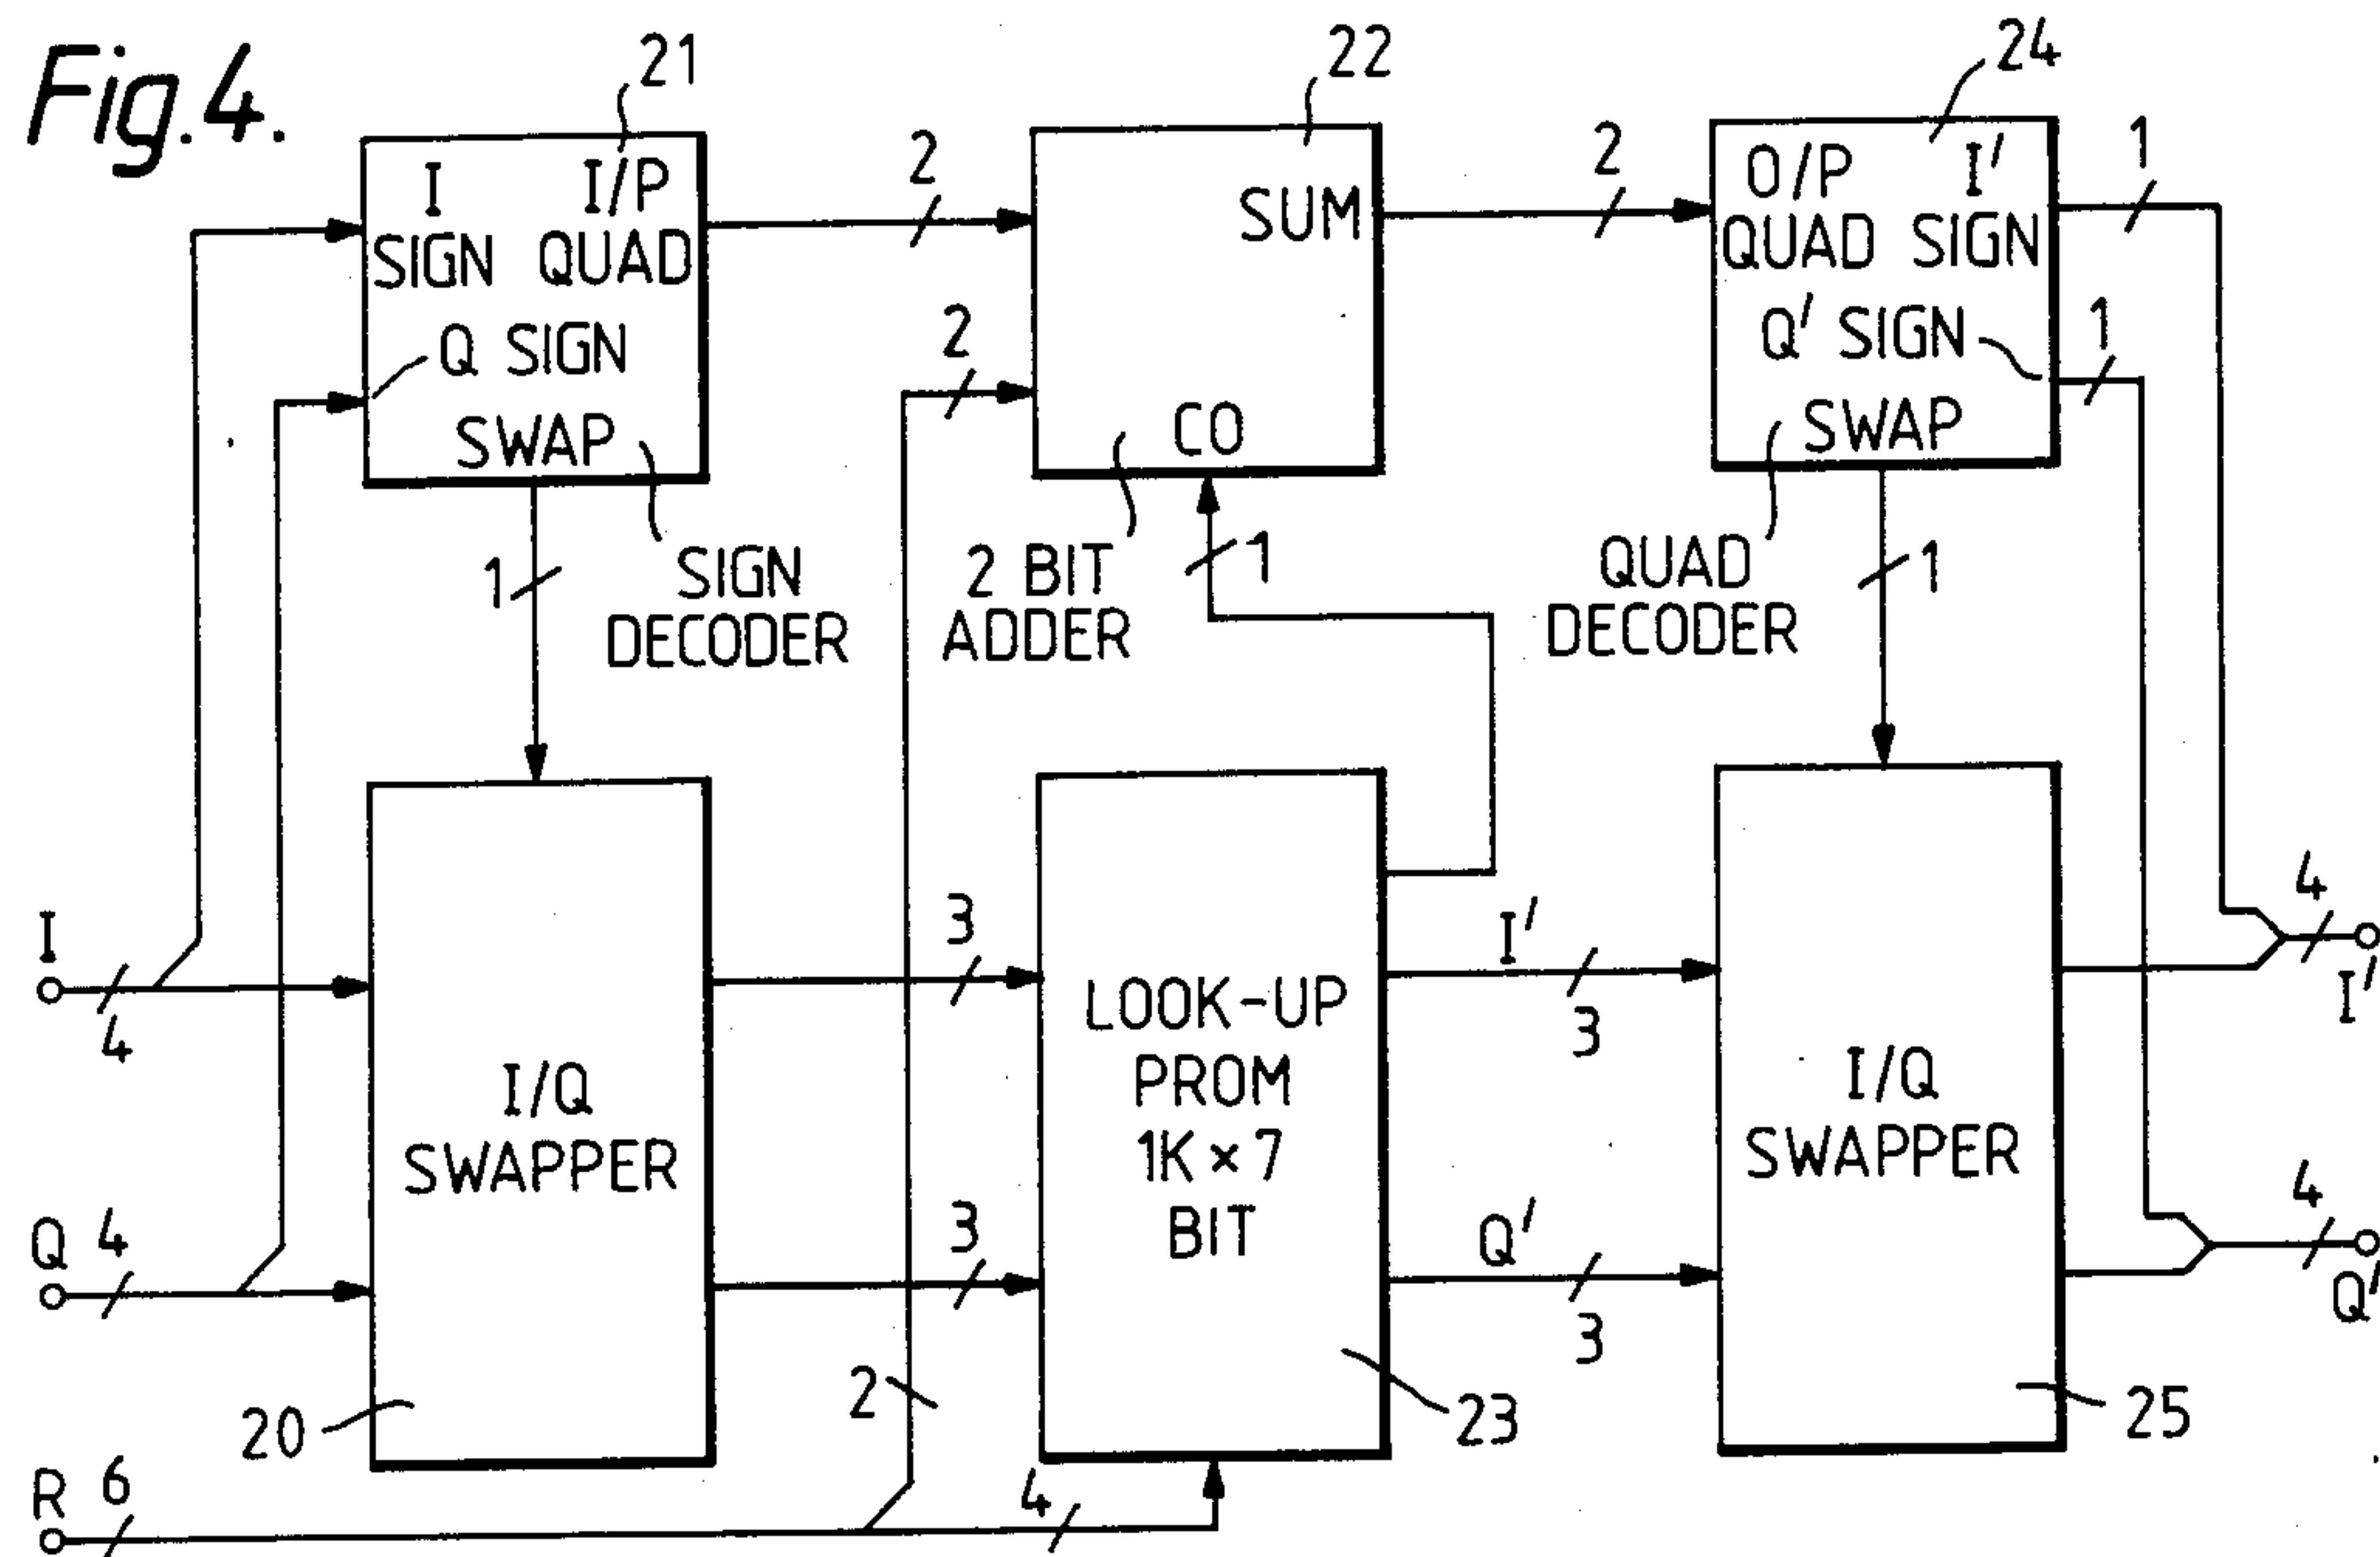 Fig.4.
21
22
24
I
SIGN
I/P
QUAD
Q SIGN
SWAP
2
2
SUM
CO
2
O/P
QUAD
I'
SIGN
Q' SIGN
SWAP
1
1
1
SIGN
DECODER
2 BIT
ADDER
1
QUAD
DECODER
1
I
4
3
I'
3
4
I'
I/Q
SWAPPER
LOOK-UP
PROM
1K × 7
BIT
I/Q
SWAPPER
Q
4
3
Q'
3
4
Q'
20
2
23
25
R
6
4